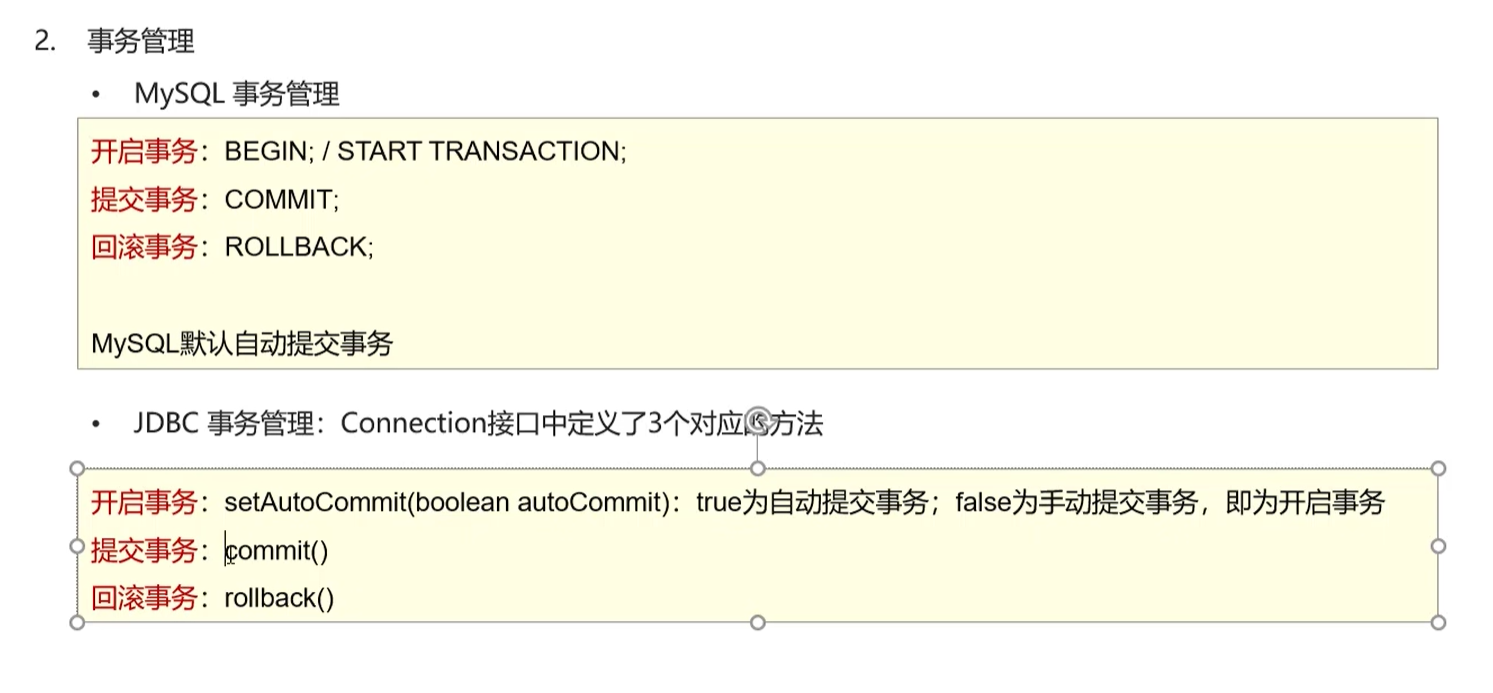 2. 事务管理
• MySQL 事务管理
开启事务：BEGIN; / START TRANSACTION;
提交事务：COMMIT;
回滚事务：ROLLBACK;
MySQL默认自动提交事务
• JDBC 事务管理：Connection接口中定义了3个对应的方法
开启事务：setAutoCommit(boolean autoCommit)：true为自动提交事务；false为手动提交事务，即为开启事务
提交事务：commit()
回滚事务：rollback()